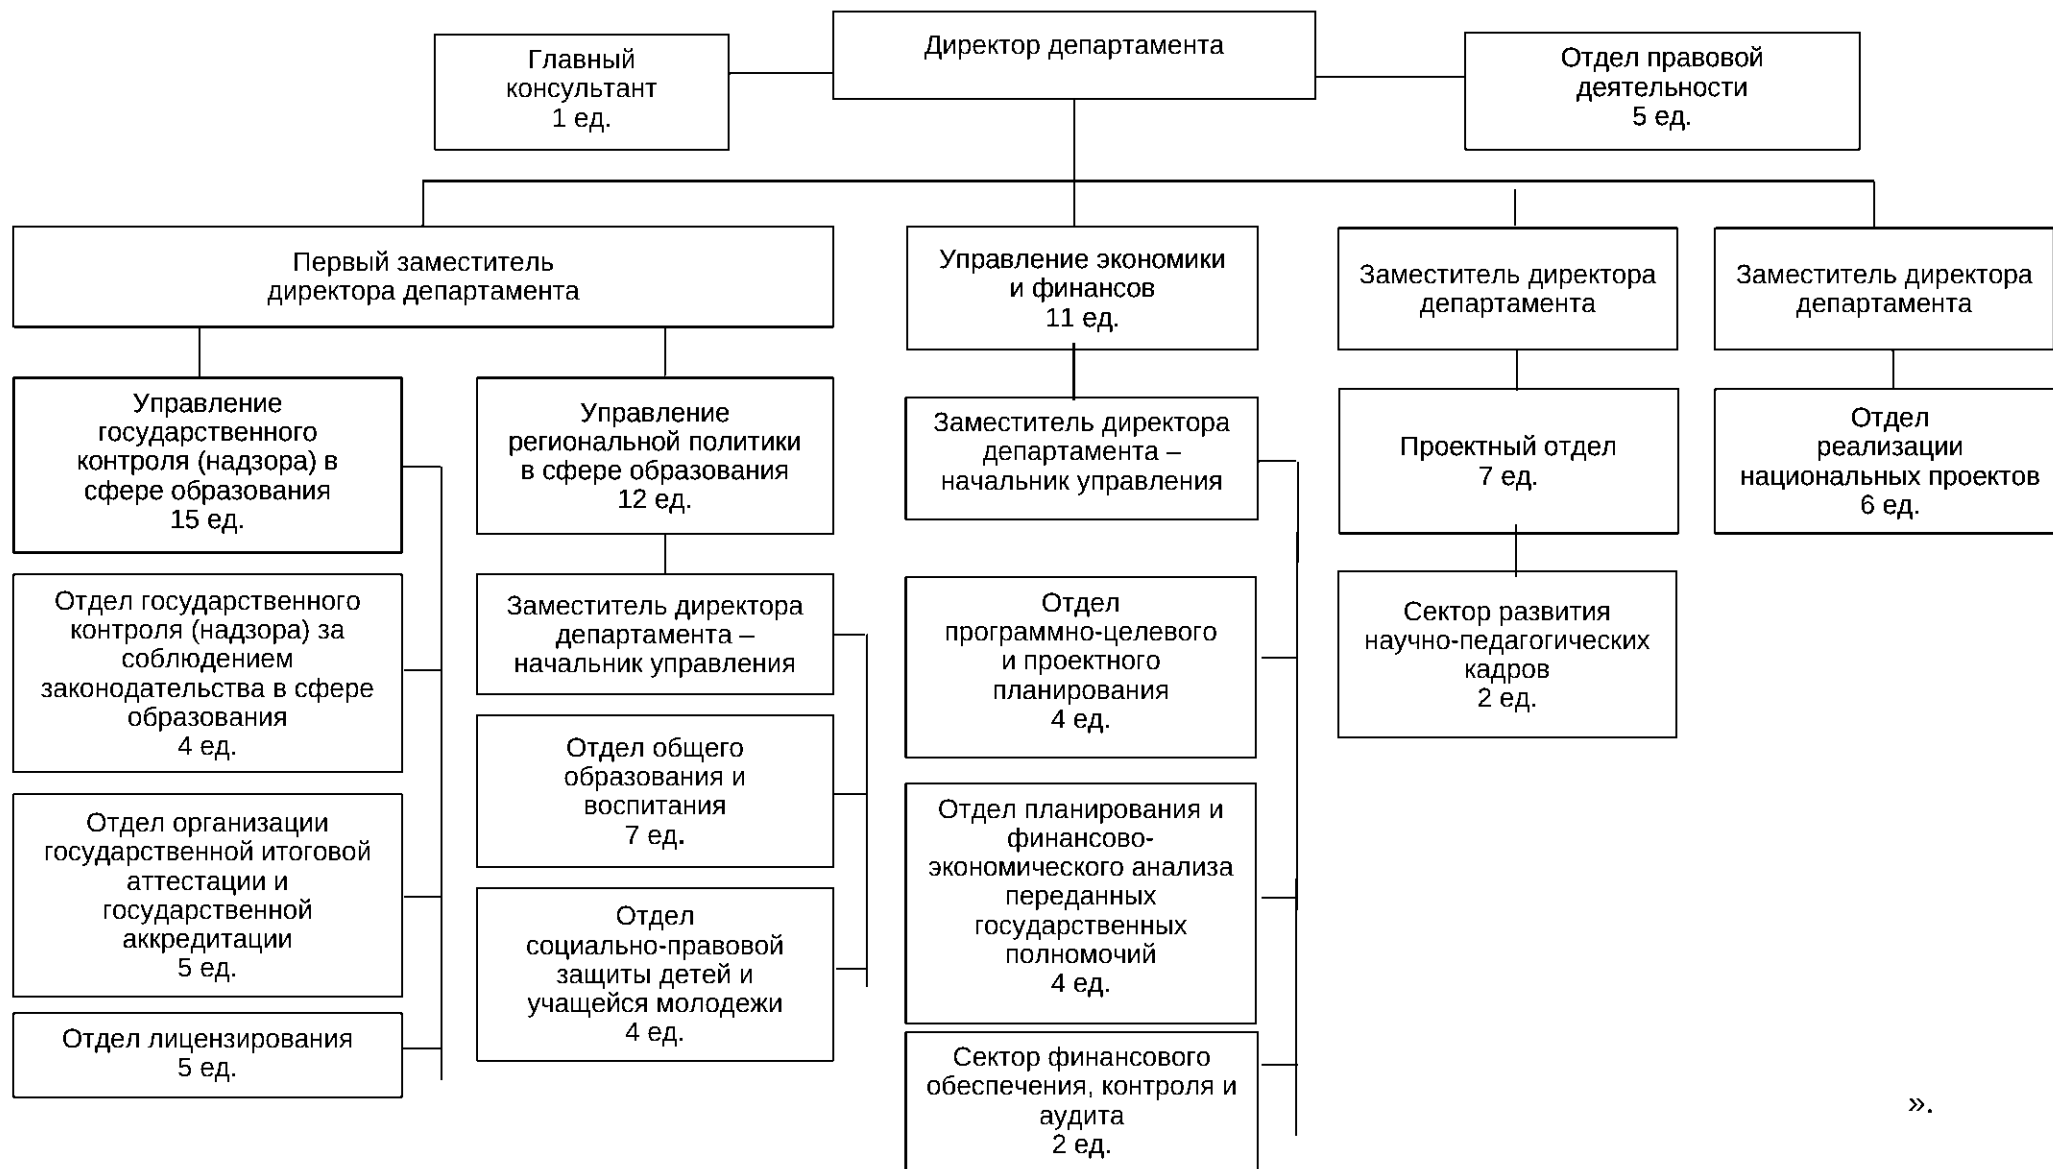 Директор департамента
Главный
консультант
1 ед.
Отдел правовой
деятельности
5 ед.
Первый заместитель
директора департамента
Управление экономики
и финансов
11 ед.
Заместитель директора
департамента
Заместитель директора
департамента
Управление
государственного
контроля (надзора) в
сфере образования
15 ед.
Управление
региональной политики
в сфере образования
12 ед.
Заместитель директора
департамента –
начальник управления
Проектный отдел
7 ед.
Отдел
реализации
национальных проектов
6 ед.
Отдел государственного
контроля (надзора) за
соблюдением
законодательства в сфере
образования
4 ед.
Заместитель директора
департамента –
начальник управления
Отдел
программно-целевого
и проектного
планирования
4 ед.
Сектор развития
научно-педагогических
кадров
2 ед.
Отдел общего
образования и
воспитания
7 ед.
Отдел организации
государственной итоговой
аттестации и
государственной
аккредитации
5 ед.
Отдел планирования и
финансово-
экономического анализа
переданных
государственных
полномочий
4 ед.
Отдел
социально-правовой
защиты детей и
учащейся молодежи
4 ед.
Отдел лицензирования
5 ед.
Сектор финансового
обеспечения, контроля и
аудита
2 ед.
».